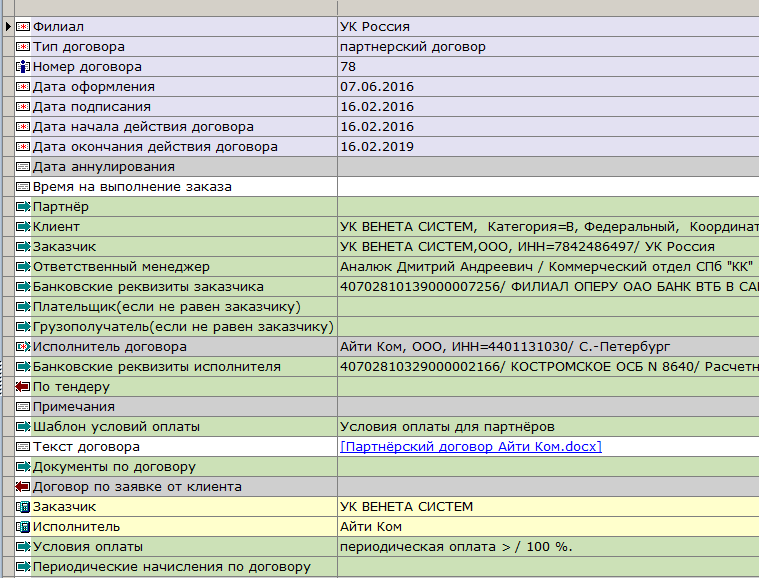 Филиал УК Россия
Тип договора партнерский договор
Номер договора 78
Дата оформления 07.06.2016
Дата подписания 16.02.2016
Дата начала действия договора 16.02.2016
Дата окончания действия договора 16.02.2019
Дата аннулирования
Время на выполнение заказа
Партнёр
Клиент УК ВЕНЕТА СИСТЕМ, Категория=B, Федеральный, Координат
Заказчик УК ВЕНЕТА СИСТЕМ,ООО, ИНН=7842486497/ УК Россия
Ответственный менеджер Аналюк Дмитрий Андреевич / Коммерческий отдел СПб "КК"
Банковские реквизиты заказчика 40702810139000007256/ ФИЛИАЛ ОПЕРУ ОАО БАНК ВТБ В СА
Плательщик(если не равен заказчику)
Грузополучатель(если не равен заказчику)
Исполнитель договора Айти Ком, ООО, ИНН=4401131030/ С.-Петербург
Банковские реквизиты исполнителя 40702810329000002166/ КОСТРОМСКОЕ ОСБ N 8640/ Расчетн
По тендеру
Примечания
Шаблон условий оплаты Условия оплаты для партнёров
Текст договора [Партнёрский договор Айти Ком.docx]
Документы по договору
Договор по заявке от клиента
Заказчик УК ВЕНЕТА СИСТЕМ
Исполнитель Айти Ком
Условия оплаты периодическая оплата > / 100 %.
Периодические начисления по договору